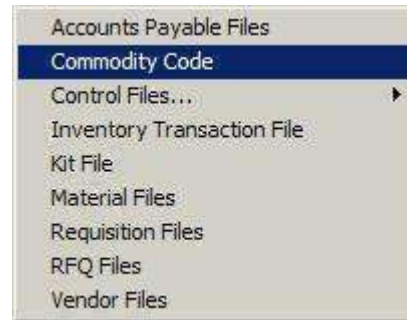 Accounts Payable Files
Commodity Code
Control Files...
Inventory Transaction File
Kit File
Material Files
Requisition Files
RFQ Files
Vendor Files